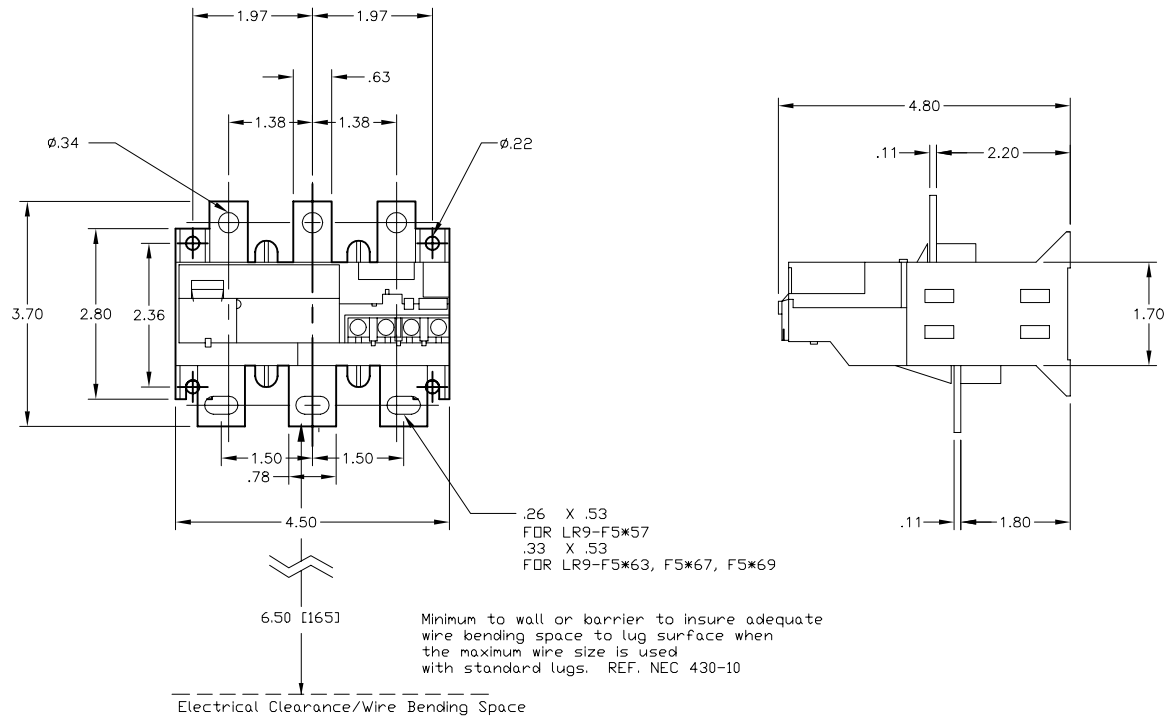 1.97 1.97
.63
1.38 1.38
ø.34
ø.22
3.70
2.80
2.36
1.50 1.50
.78
4.50
4.80
.11
2.20
1.70
.11
1.80
.26 X .53
FOR LR9-F5*57
.33 X .53
FOR LR9-F5*63, F5*67, F5*69
6.50 [165]
Minimum to wall or barrier to insure adequate
wire bending space to lug surface when
the maximum wire size is used
with standard lugs. REF. NEC 430-10
Electrical Clearance/Wire Bending Space